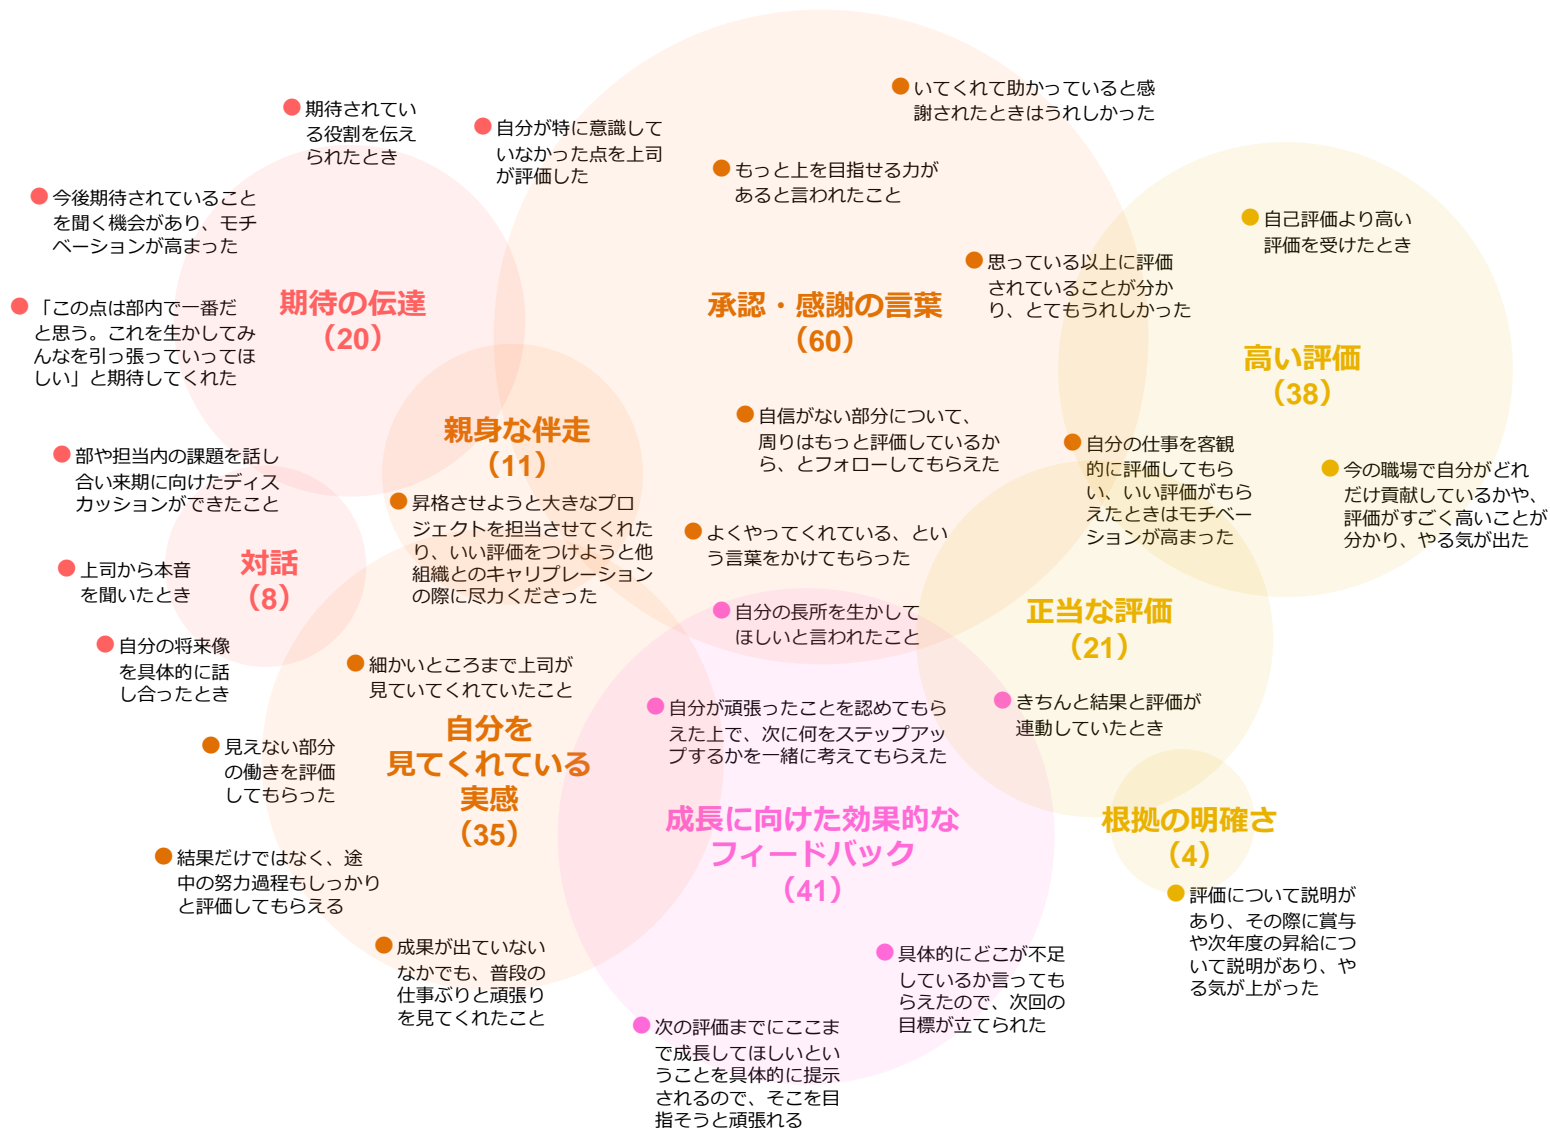 いてくれて助かっていると感
謝されたときはうれしかった
期待されてい
る役割を伝え
られたとき
自分が特に意識して
いなかった点を上司
が評価した
もっと上を目指せる力が
あると言われたこと
今後期待されていること
を聞く機会があり、モチ
ベーションが高まった
自己評価より高い
評価を受けたとき
思っている以上に評価
されていることが分か
り、とてもうれしかった
期待の伝達
（20）
承認・感謝の言葉
（60）
「この点は部内で一番だ
と思う。これを生かしてみ
んなを引っ張っていってほ
しい」と期待してくれた
高い評価
（38）
親身な伴走
（11）
自信がない部分について、
周りはもっと評価しているか
ら、とフォローしてもらえた
自分の仕事を客観
的に評価してもら
い、いい評価がもら
えたときはモチベー
ションが高まった
部や担当内の課題を話し
合い来期に向けたディス
カッションができたこと
今の職場で自分がどれ
だけ貢献しているかや、
評価がすごく高いことが
分かり、やる気が出た
昇格させようと大きなプロ
ジェクトを担当させてくれた
り、いい評価をつけようと他
組織とのキャリプレーション
の際に尽力くださった
よくやってくれている、とい
う言葉をかけてもらった
対話
（8）
上司から本音
を聞いたとき
自分の長所を生かして
ほしいと言われたこと
正当な評価
（21）
自分の将来像
を具体的に話
し合ったとき
細かいところまで上司が
見ていてくれていたこと
自分が頑張ったことを認めてもら
えた上で、次に何をステップアッ
プするかを一緒に考えてもらえた
きちんと結果と評価が
連動していたとき
自分を
見てくれている
実感
（35）
見えない部分
の働きを評価
してもらった
成長に向けた効果的な
フィードバック
（41）
根拠の明確さ
（4）
結果だけではなく、途
中の努力過程もしっかり
と評価してもらえる
評価について説明が
あり、その際に賞与
や次年度の昇給につ
いて説明があり、や
る気が上がった
成果が出ていない
なかでも、普段の
仕事ぶりと頑張り
を見てくれたこと
具体的にどこが不足
しているか言っても
らえたので、次回の
目標が立てられた
次の評価までにここま
で成長してほしいとい
うことを具体的に提示
されるので、そこを目
指そうと頑張れる